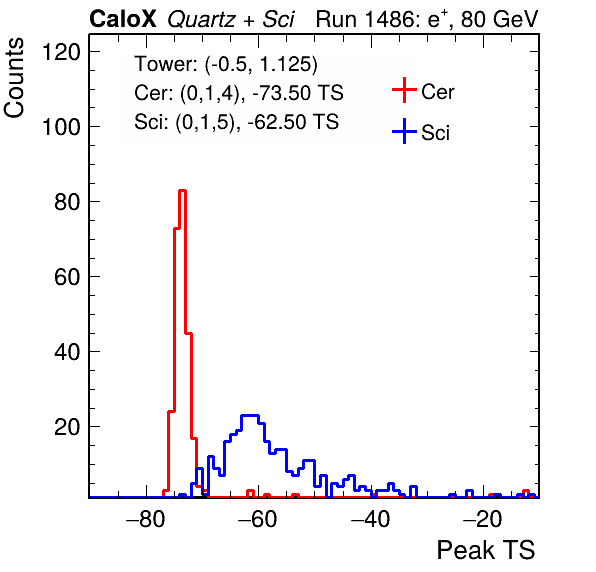 CaloX Quartz + Sci Run 1486: e⁺, 80 GeV
Counts
Tower: (-0.5, 1.125)
Cer: (0,1,4), -73.50 TS
Sci: (0,1,5), -62.50 TS
Cer
Sci
120
100
80
60
40
20
−80 −60 −40 −20
Peak TS